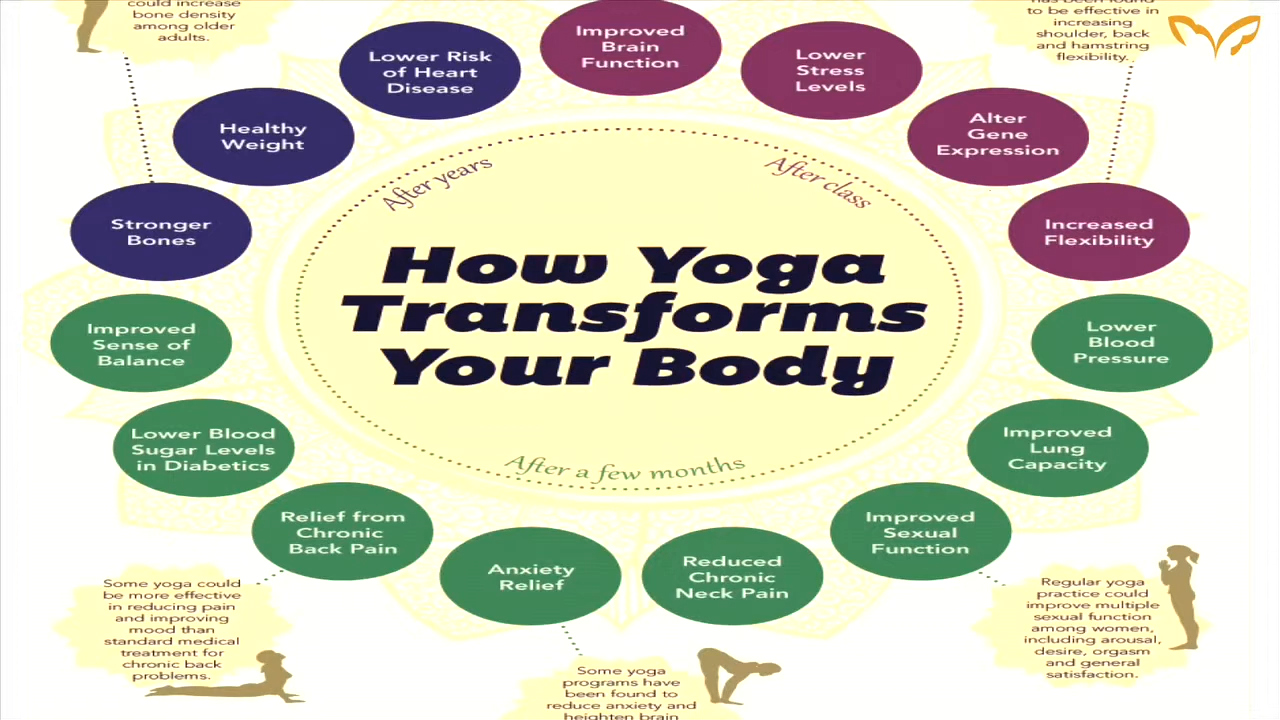 could increase
bone density
among older
adults.
has been found
to be effective in
increasing
shoulder, back
and hamstring
flexibility.
Improved
Brain
Function
Lower Risk
of Heart
Disease
Lower
Stress
Levels
Healthy
Weight
Alter
Gene
Expression
After years
After class
Stronger
Bones
Increased
Flexibility
How Yoga
Transforms
Your Body
Improved
Sense of
Balance
Lower
Blood
Pressure
Lower Blood
Sugar Levels
in Diabetics
Improved
Lung
Capacity
After a few months
Relief from
Chronic
Back Pain
Improved
Sexual
Function
Anxiety
Relief
Reduced
Chronic
Neck Pain
Some yoga could
be more effective
in reducing pain
and improving
mood than
standard medical
treatment for
chronic back
problems.
Regular yoga
practice could
improve multiple
sexual function
among women,
including arousal,
desire, orgasm
and general
satisfaction.
Some yoga
programs have
been found to
reduce anxiety and
heighten brain